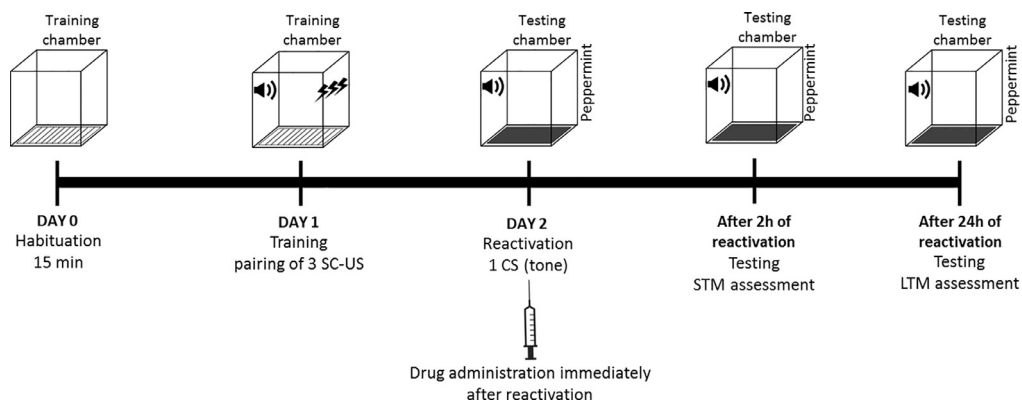 Training
chamber
Training
chamber
Testing
chamber
Peppermint
Testing
chamber
Peppermint
Testing
chamber
Peppermint
DAY 0
Habituation
15 min
DAY 1
Training
pairing of 3 SC-US
DAY 2
Reactivation
1 CS (tone)
Drug administration immediately
after reactivation
After 2h of
reactivation
Testing
STM assessment
After 24h of
reactivation
Testing
LTM assessment